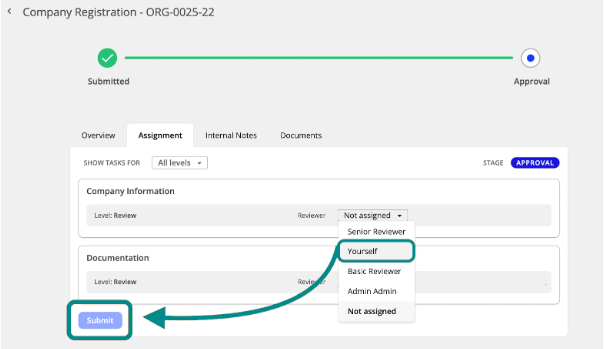 Company Registration - ORG-0025-22
Submitted
Approval
Overview Assignment Internal Notes Documents
SHOW TASKS FOR All levels STAGE APPROVAL
Company Information
Level: Review Reviewer Not assigned
Senior Reviewer
Yourself
Basic Reviewer
Admin Admin
Not assigned
Documentation
Level: Review Reviewer
Submit